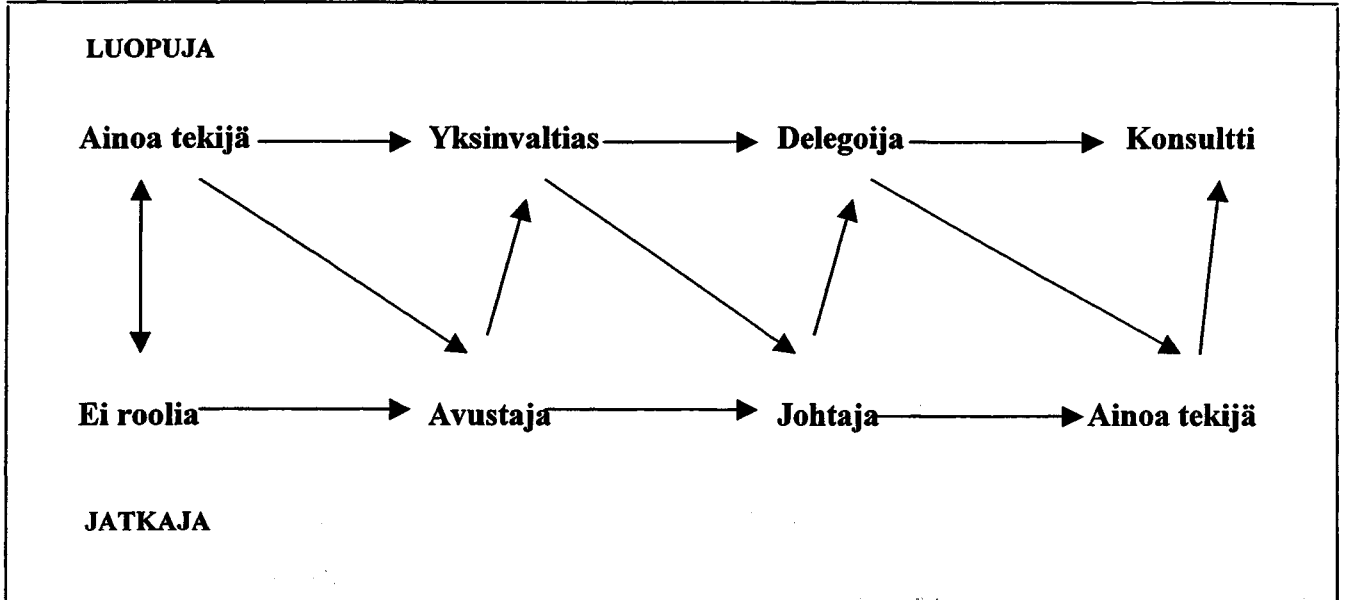 LUOPUJA
Ainoa tekijä Yksinvaltias Delegoija Konsultti
Ei roolia Avustaja Johtaja Ainoa tekijä
JATKAJA